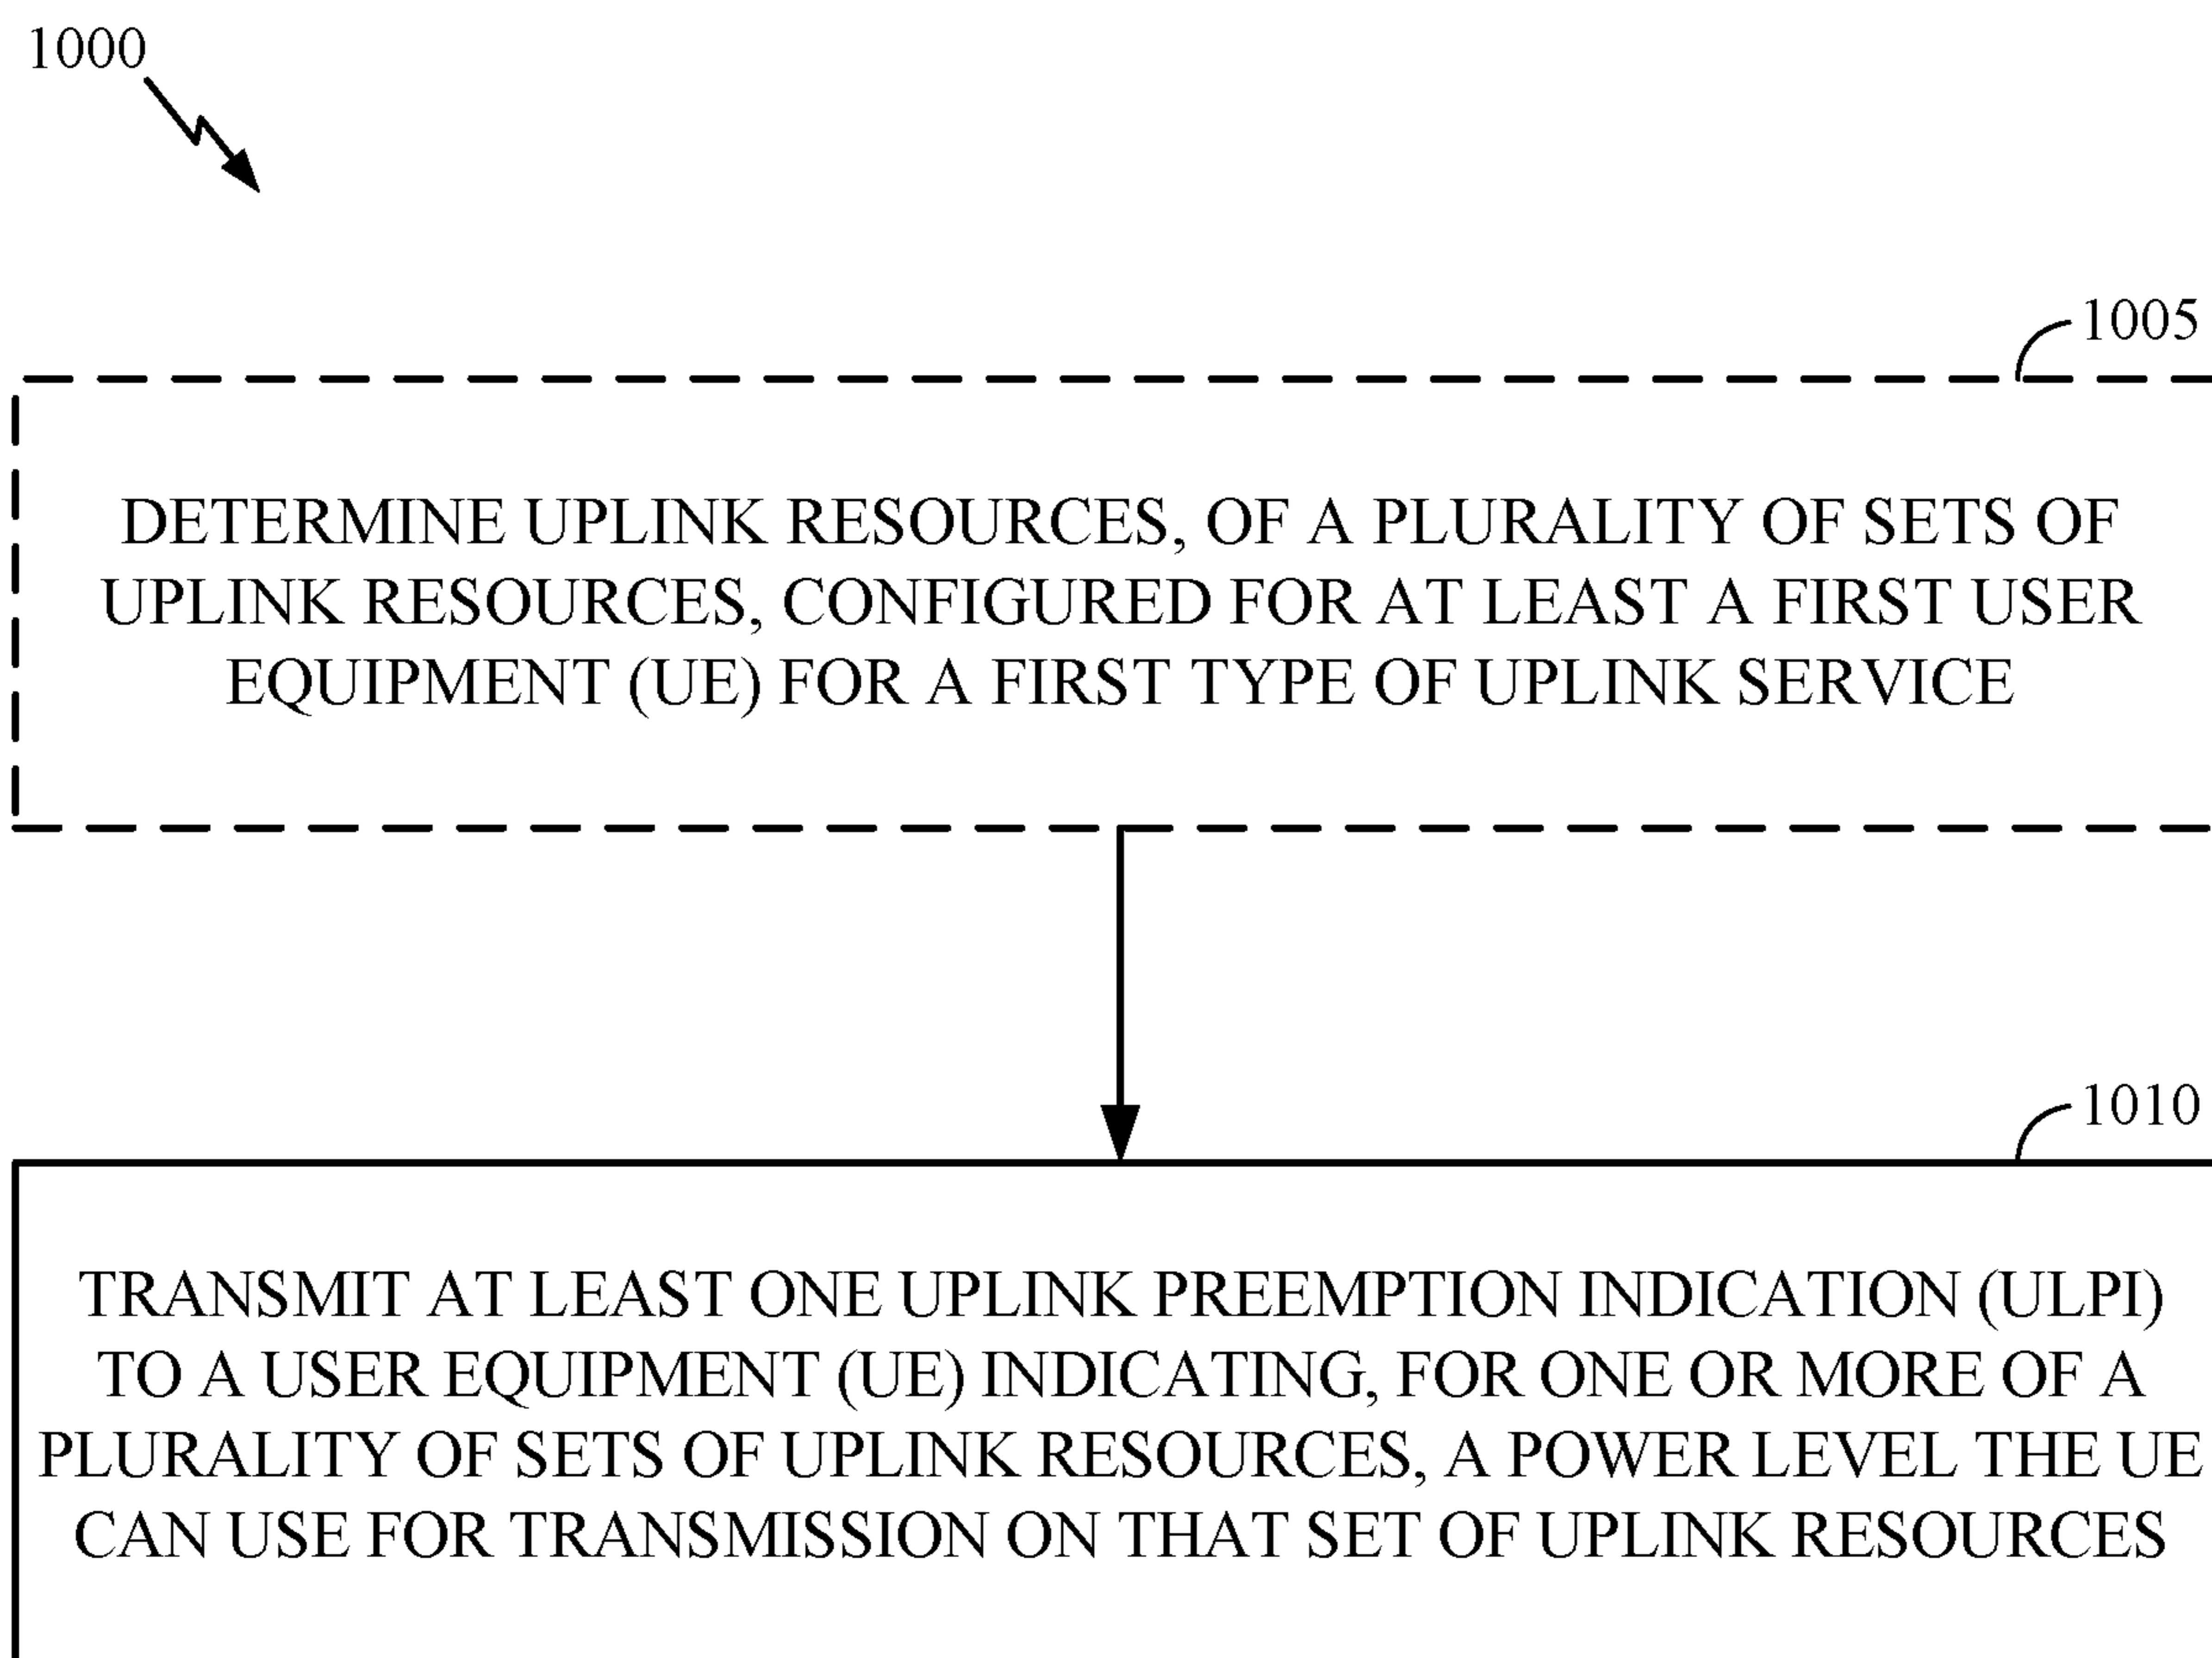 1000
1005
DETERMINE UPLINK RESOURCES, OF A PLURALITY OF SETS OF
UPLINK RESOURCES, CONFIGURED FOR AT LEAST A FIRST USER
EQUIPMENT (UE) FOR A FIRST TYPE OF UPLINK SERVICE
1010
TRANSMIT AT LEAST ONE UPLINK PREEMPTION INDICATION (ULPI)
TO A USER EQUIPMENT (UE) INDICATING, FOR ONE OR MORE OF A
PLURALITY OF SETS OF UPLINK RESOURCES, A POWER LEVEL THE UE
CAN USE FOR TRANSMISSION ON THAT SET OF UPLINK RESOURCES